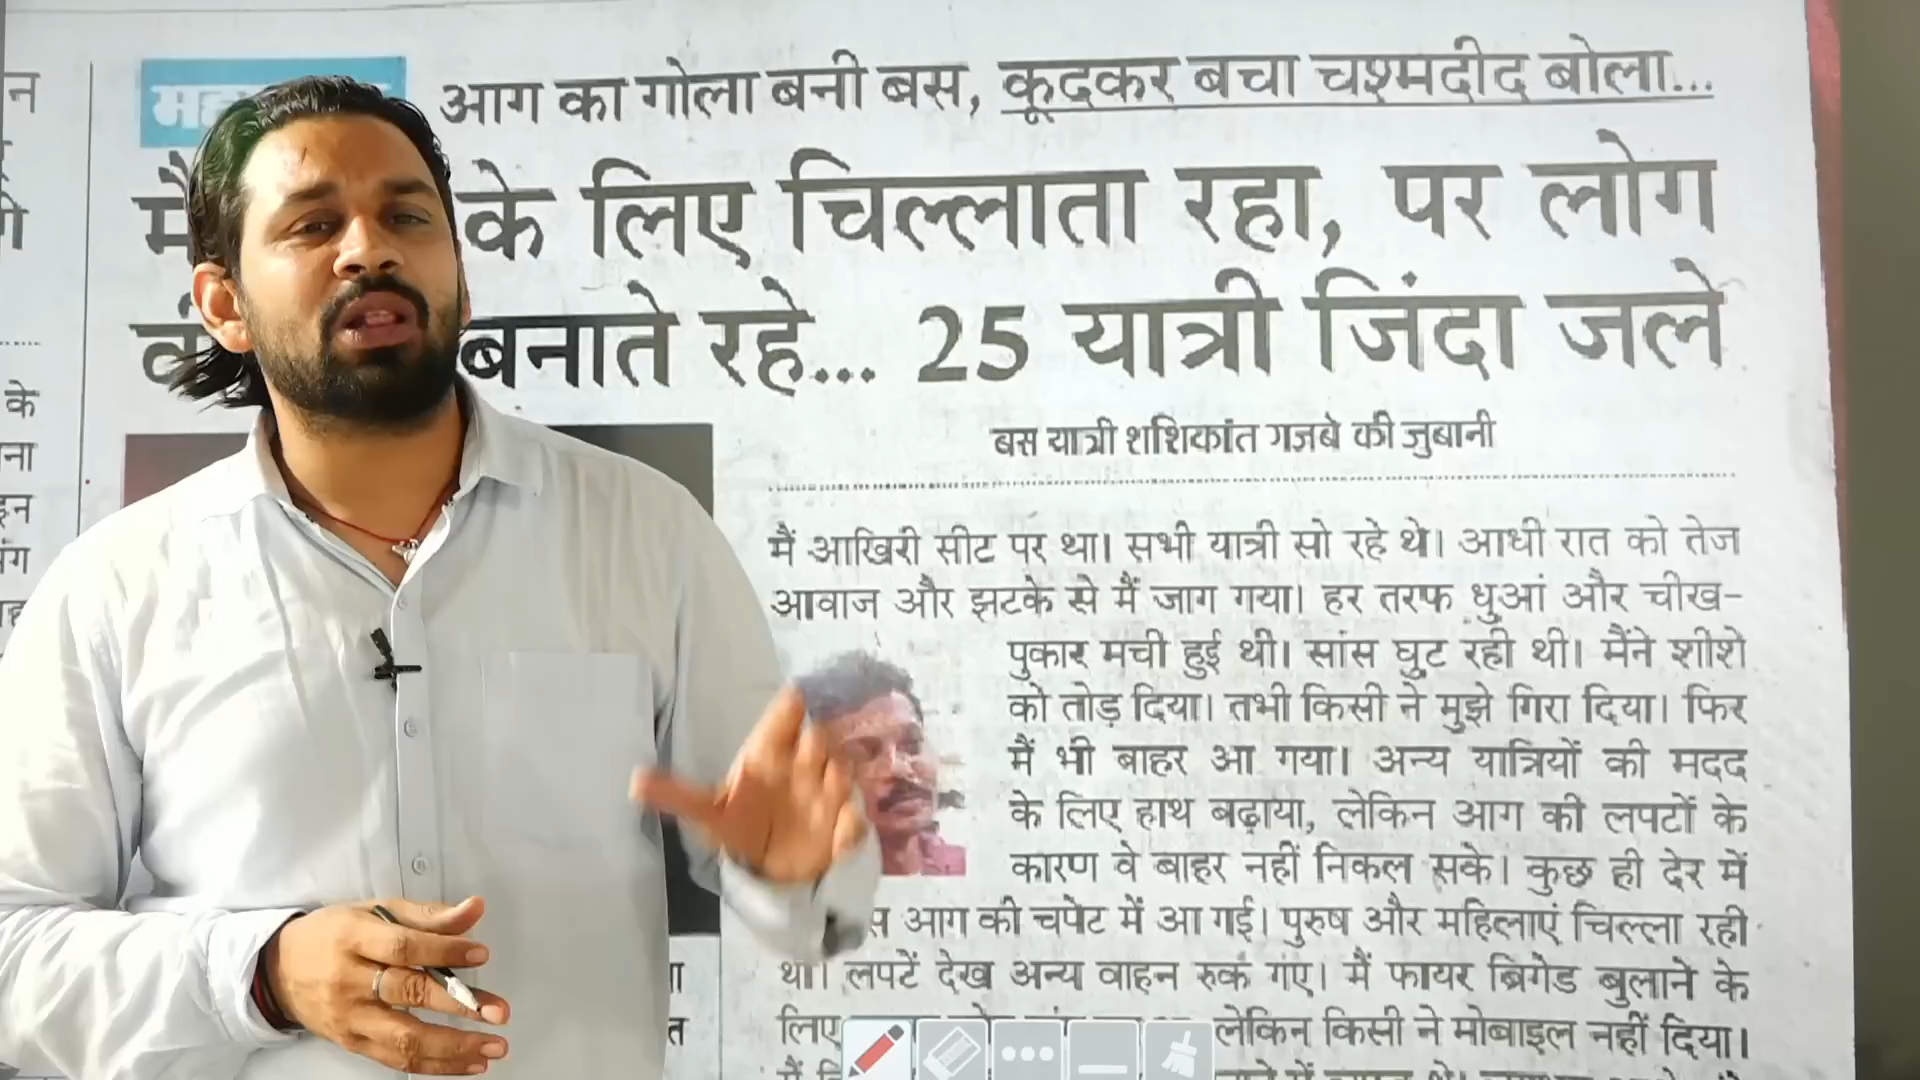 आग का गोला बनी बस, कूदकर बचा चश्मदीद बोला...
के लिए चिल्लाता रहा, पर लोग
बनाते रहे... 25 यात्री जिंदा जले
बस यात्री शशिकांत गजबे की जुबानी
मैं आखिरी सीट पर था। सभी यात्री सो रहे थे। आधी रात को तेज
आवाज और झटके से मैं जाग गया। हर तरफ धुआं और चीख-
पुकार मची हुई थी। सांस घुट रही थी। मैंने शीशे
को तोड़ दिया। तभी किसी ने मुझे गिरा दिया। फिर
मैं भी बाहर आ गया। अन्य यात्रियों की मदद
के लिए हाथ बढ़ाया, लेकिन आग की लपटों के
कारण वे बाहर नहीं निकल सके। कुछ ही देर में
आग की चपेट में आ गई। पुरुष और महिलाएं चिल्ला रही
थी। लपटें देख अन्य वाहन रुक गए। मैं फायर ब्रिगेड बुलाने के
लिए लेकिन किसी ने मोबाइल नहीं दिया।
के
ना